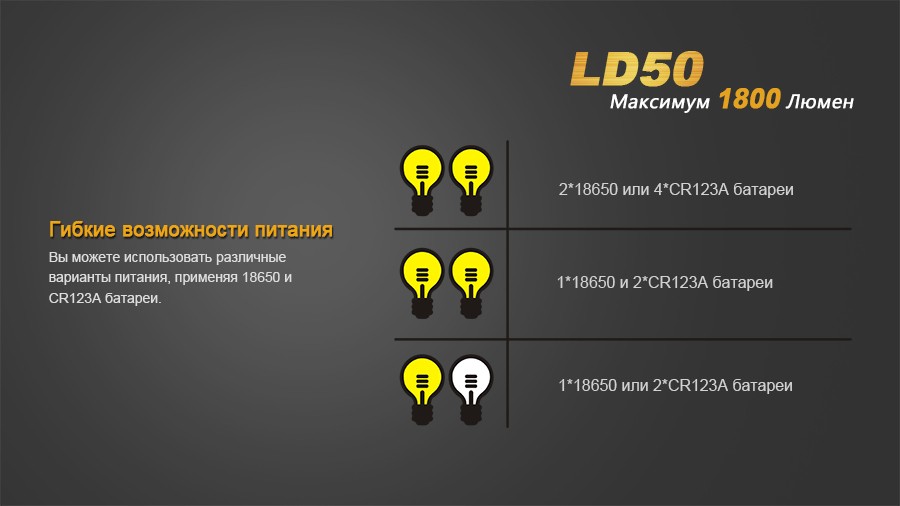 LD50
Максимум 1800 Люмен
Гибкие возможности питания
Вы можете использовать различные
варианты питания, применяя 18650 и
CR123A батареи.
2*18650 или 4*CR123A батареи
1*18650 и 2*CR123A батареи
1*18650 или 2*CR123A батареи